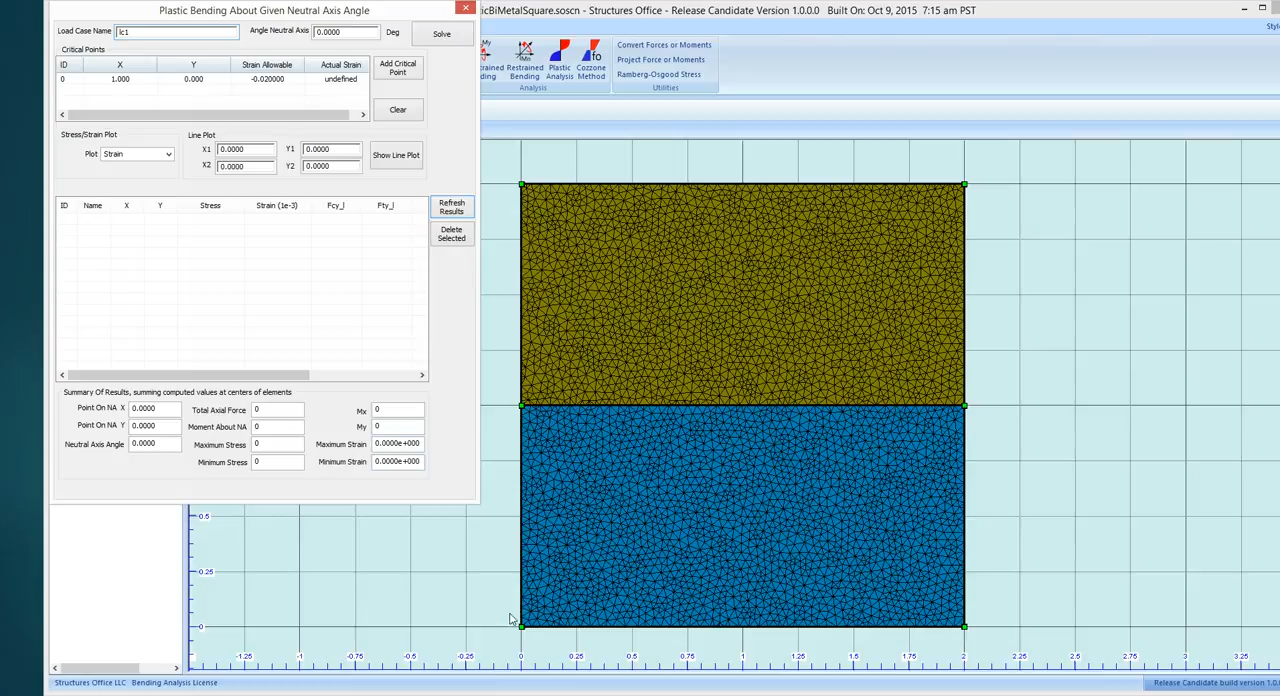 Plastic Bending About Given Neutral Axis Angle
icBiMetalSquare.soscn - Structures Office - Release Candidate Version 1.0.0.0 Built On: Oct 9, 2015 7:15 am PST
Load Case Name lc1 Angle Neutral Axis 0.0000 Deg Solve
Critical Points
ID X Y Strain Allowable Actual Strain
0 1.000 0.000 -0.020000 undefined
Add Critical
Point
Clear
Stress/Strain Plot
Plot Strain
Line Plot
X1 0.0000 Y1 0.0000
X2 0.0000 Y2 0.0000
Show Line Plot
ID Name X Y Stress Strain (1e-3) Fcy_l Fty_l
Refresh
Results
Delete
Selected
Summary Of Results, summing computed values at centers of elements
Point On NA X 0.0000 Total Axial Force 0 Mx 0
Point On NA Y 0.0000 Moment About NA 0 My 0
Neutral Axis Angle 0.0000 Maximum Stress 0 Maximum Strain 0.0000e+000
Minimum Stress 0 Minimum Strain 0.0000e+000
Styl
My
rained
ding
Restrained
Bending
Plastic
Analysis
fo
Cozzone
Method
Analysis
Convert Forces or Moments
Project Force or Moments
Ramberg-Osgood Stress
Utilities
0.5
0.25
0
-1.25 -1 -0.75 -0.5 -0.25 0 0.25 0.5 0.75 1 1.25 1.5 1.75 2 2.25 2.5 2.75 3 3.25
Structures Office LLC Bending Analysis License
Release Candidate build version 1.0.